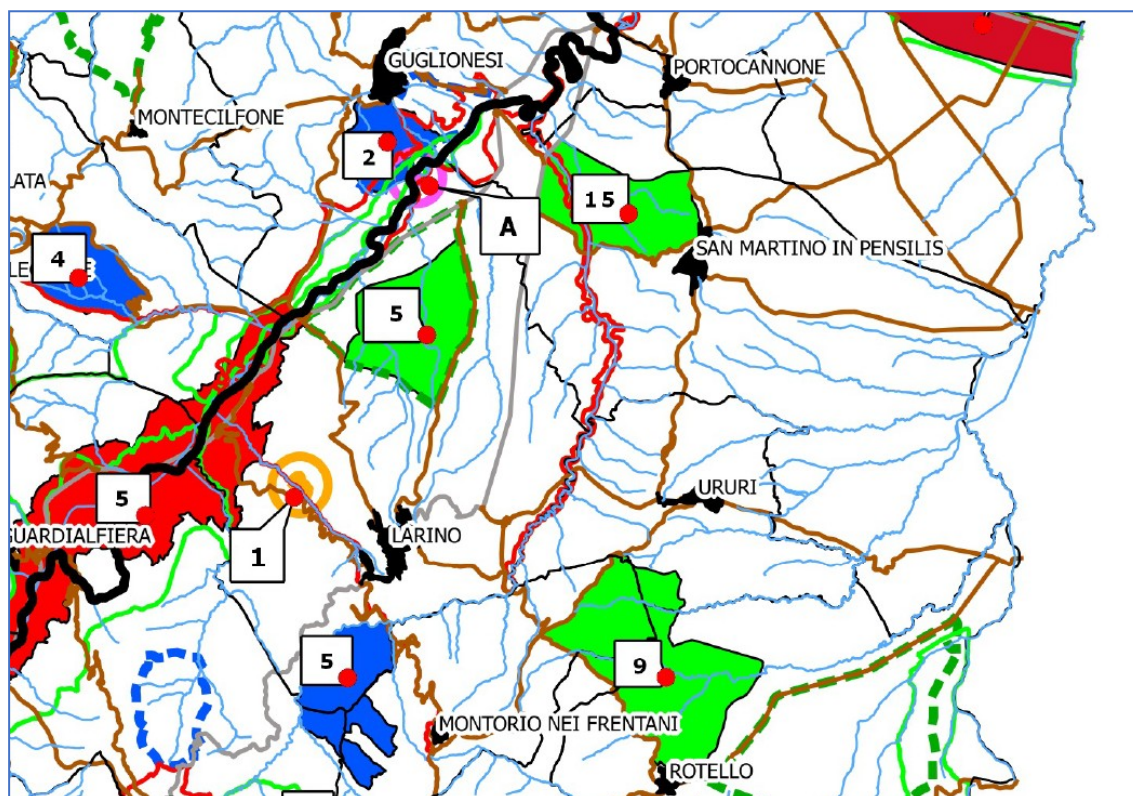 GUGLIONESI
PORTOCANNONE
MONTECILFONE
2
LATA
15
A
4
SAN MARTINO IN PENSILIS
5
5
URURI
GUARDIALFIERA
1
LARINO
5
9
MONTORIO NEI FRENTANI
ROTELLO